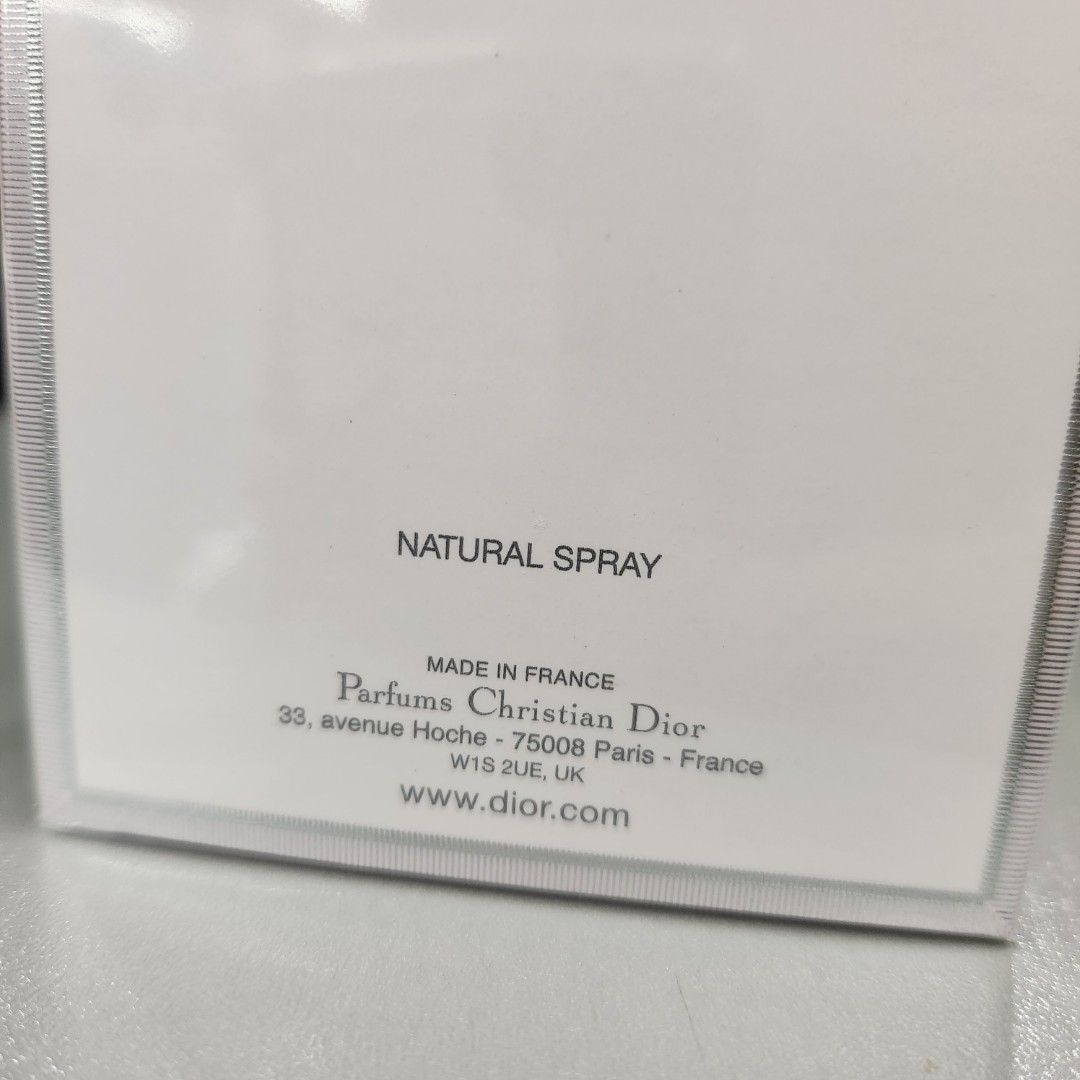 NATURAL SPRAY
MADE IN FRANCE
Parfums Christian Dior
33, avenue Hoche - 75008 Paris - France
W1S 2UE, UK
www.dior.com